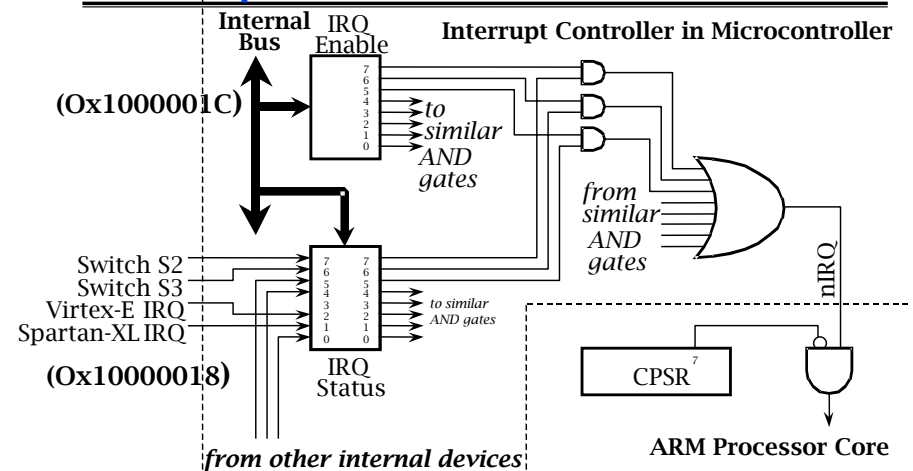 Internal
Bus
IRQ
Enable
Interrupt Controller in Microcontroller
(Ox1000001C)
7
6
5
4
3
2
1
0
to
similar
AND
gates
from
similar
AND
gates
nIRQ
Switch S2
Switch S3
Virtex-E IRQ
Spartan-XL IRQ
(Ox10000018)
7
6
5
4
3
2
1
0
7
6
5
4
3
2
1
0
to similar
AND gates
IRQ
Status
CPSR
7
ARM Processor Core
from other internal devices